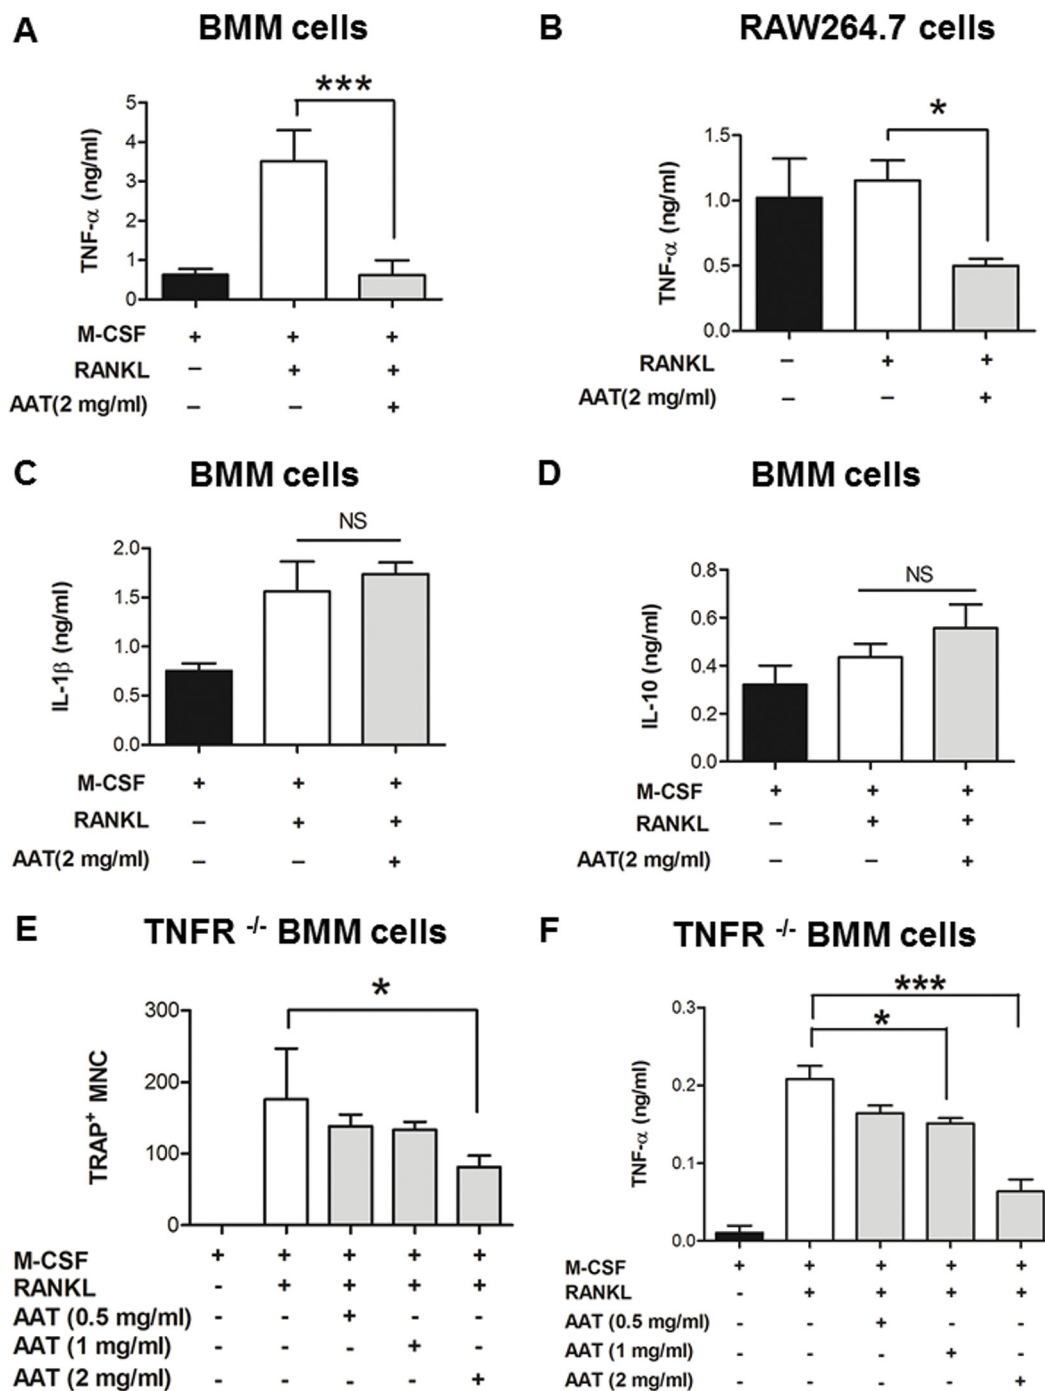 A BMM cells
***
5
4
3
2
1
0
TNF-α (ng/ml)
M-CSF + + +
RANKL – + +
AAT(2 mg/ml) – – +
B RAW264.7 cells
*
1.5
1.0
0.5
0.0
TNF-α (ng/ml)
RANKL – + +
AAT(2 mg/ml) – – +
C BMM cells
NS
2.0
1.5
1.0
0.5
0.0
IL-1β (ng/ml)
M-CSF + + +
RANKL – + +
AAT(2 mg/ml) – – +
D BMM cells
NS
0.8
0.6
0.4
0.2
0.0
IL-10 (ng/ml)
M-CSF + + +
RANKL – + +
AAT(2 mg/ml) – – +
E TNFR -/- BMM cells
*
300
200
100
0
TRAP+ MNC
M-CSF + + + + +
RANKL - + + + +
AAT (0.5 mg/ml) - - + - -
AAT (1 mg/ml) - - - + -
AAT (2 mg/ml) - - - - +
F TNFR -/- BMM cells
***
*
0.3
0.2
0.1
0.0
TNF-α (ng/ml)
M-CSF + + + + +
RANKL - + + + +
AAT (0.5 mg/ml) - - + - -
AAT (1 mg/ml) - - - + -
AAT (2 mg/ml) - - - - +